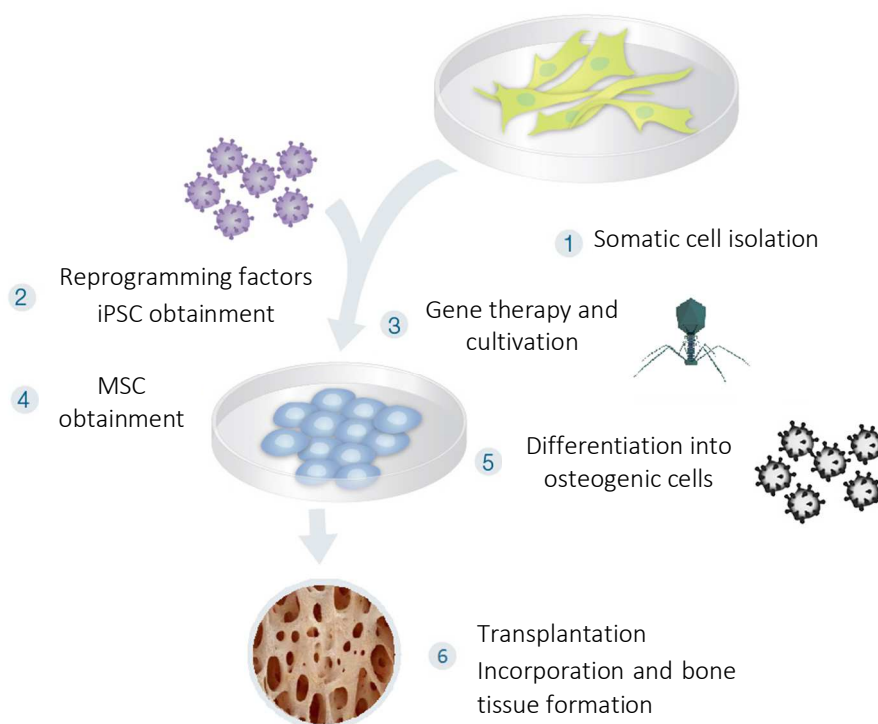 1 Somatic cell isolation
2 Reprogramming factors
iPSC obtainment
3 Gene therapy and
cultivation
4 MSC
obtainment
5 Differentiation into
osteogenic cells
6 Transplantation
Incorporation and bone
tissue formation